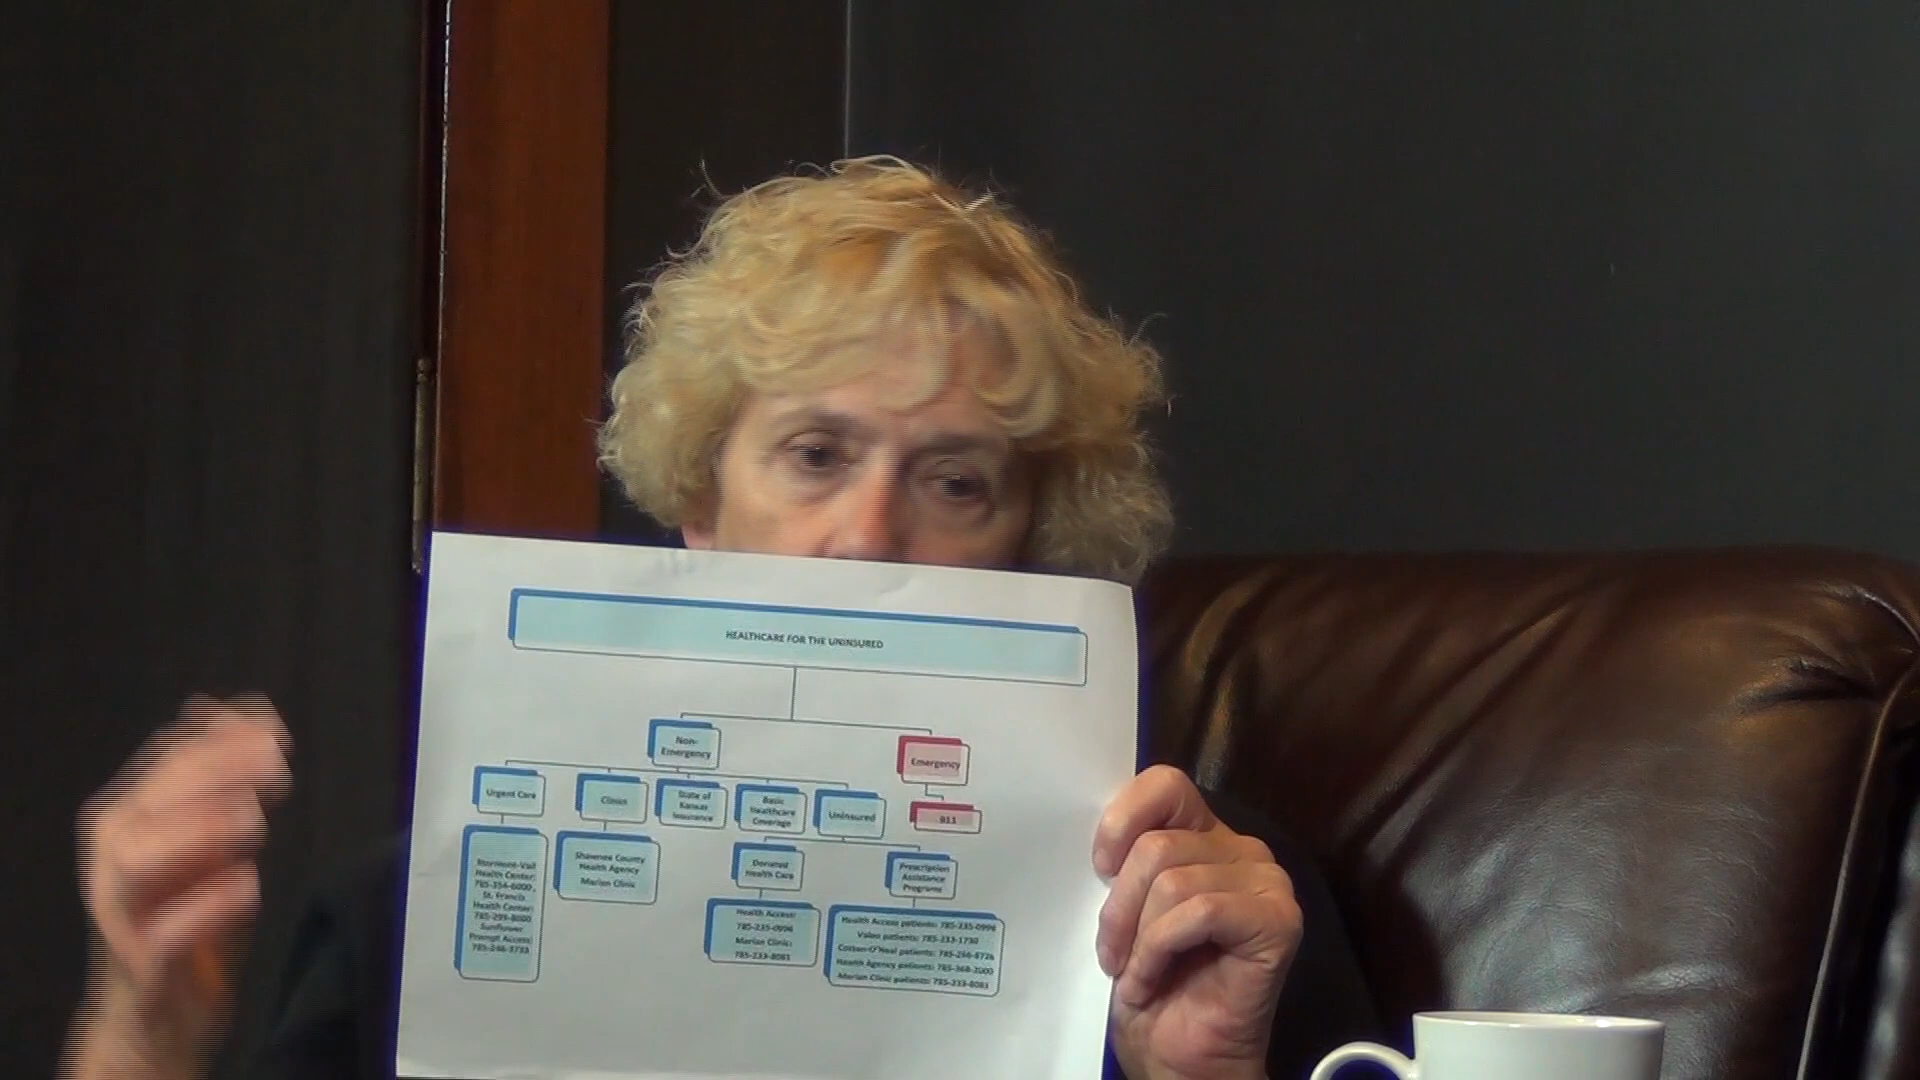 HEALTHCARE FOR THE UNINSURED
Non-
Emergency
Emergency
Urgent Care
Clinics
State of
Kansas
Insurance
Basic
Healthcare
Coverage
Uninsured
911
Stormont-Vail
Health Center:
785-354-6000,
St. Francis
Health Center:
785-295-8000
Sunflower
Prompt Access:
785-246-3733
Shawnee County
Health Agency
Marian Clinic
Donated
Health Care
Prescription
Assistance
Programs
Health Access:
785-235-0996
Marian Clinic:
785-233-8081
Health Access patients: 785-235-0996
Valeo patients: 785-233-1730
Cotton-O'Neal patients:
Health Agency patients: 785-368-2000
Marian Clinic patients: 785-233-8081